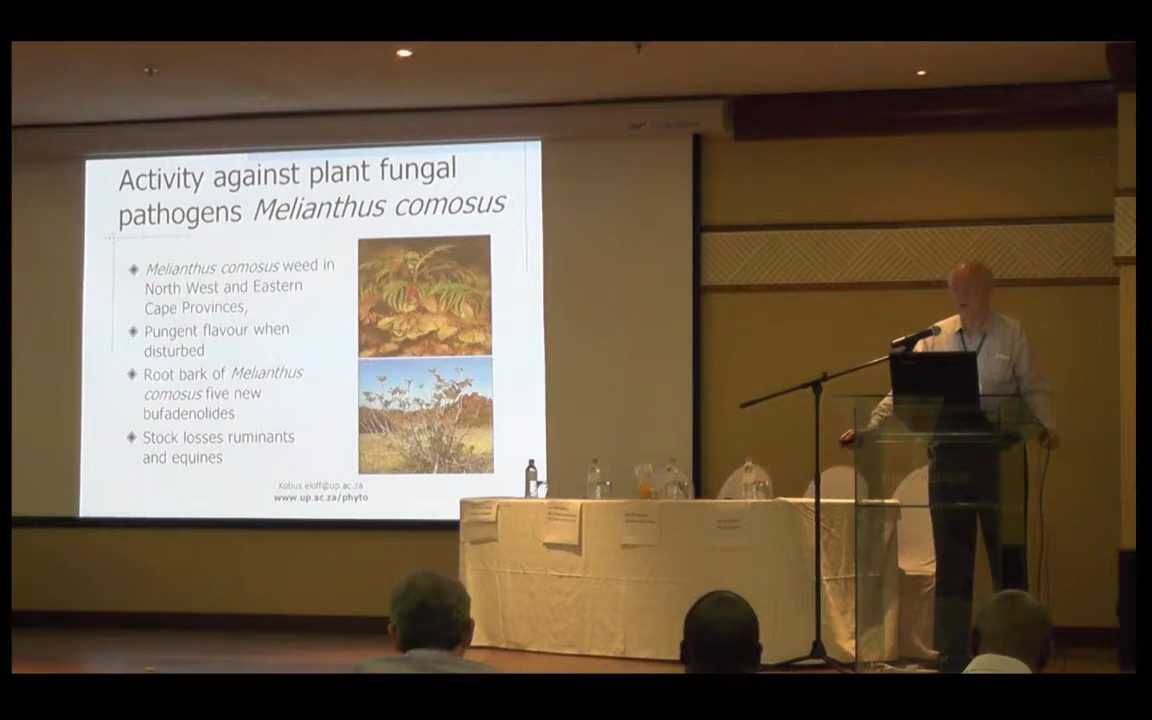 Activity against plant fungal
pathogens Melianthus comosus
Melianthus comosus weed in
North West and Eastern
Cape Provinces,
Pungent flavour when
disturbed
Root bark of Melianthus
comosus five new
bufadenolides
Stock losses ruminants
and equines
Kobus eloff@up.ac.za
www.up.ac.za/phyto